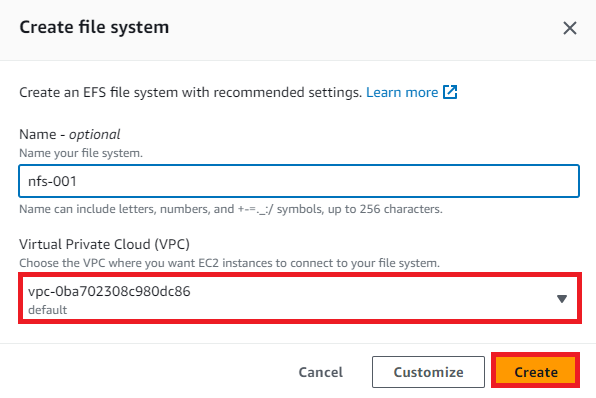 Create file system
Create an EFS file system with recommended settings. Learn more
Name - optional
Name your file system.
nfs-001
Name can include letters, numbers, and +-=._:/ symbols, up to 256 characters.
Virtual Private Cloud (VPC)
Choose the VPC where you want EC2 instances to connect to your file system.
vpc-0ba702308c980dc86
default
Cancel Customize Create